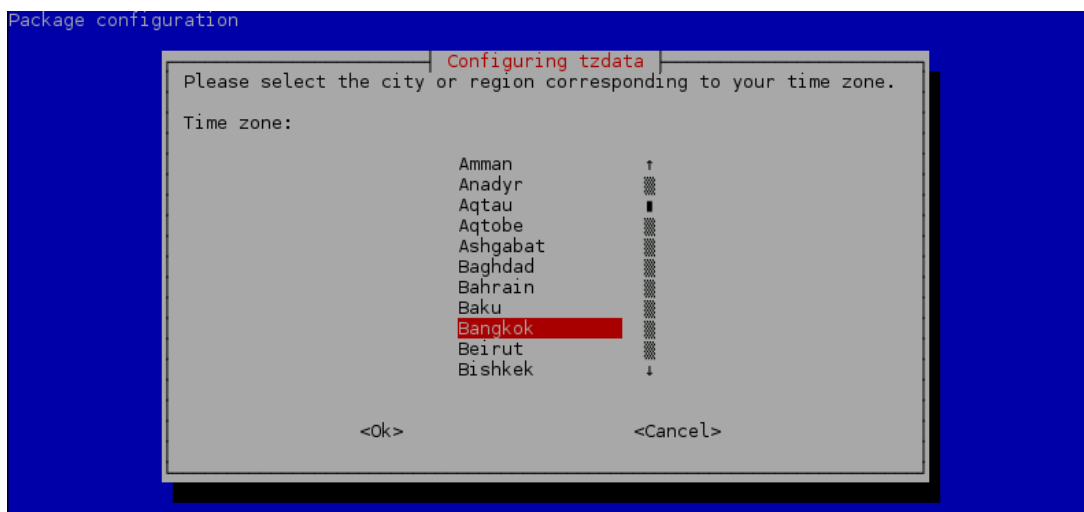 Package configuration
Configuring tzdata
Please select the city or region corresponding to your time zone.
Time zone:
Amman
Anadyr
Aqtau
Aqtobe
Ashgabat
Baghdad
Bahrain
Baku
Bangkok
Beirut
Bishkek
<Ok> <Cancel>